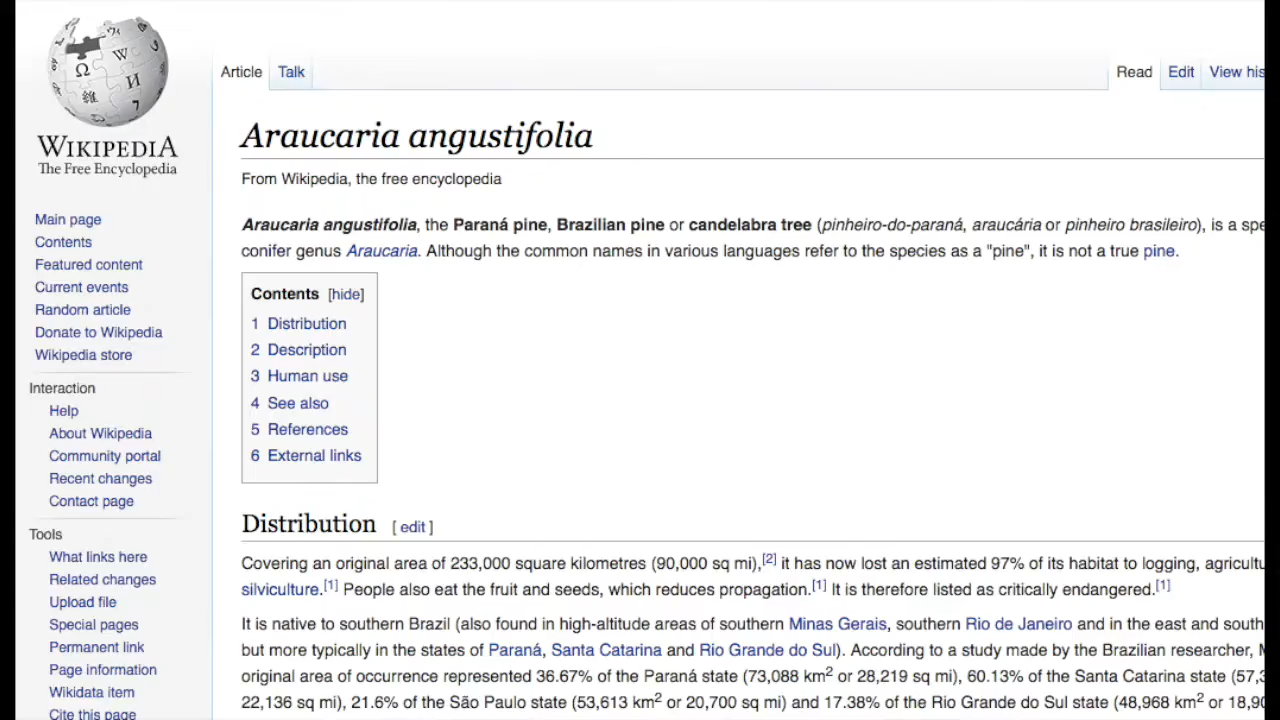 WIKIPEDIA
The Free Encyclopedia
Main page
Contents
Featured content
Current events
Random article
Donate to Wikipedia
Wikipedia store
Interaction
Help
About Wikipedia
Community portal
Recent changes
Contact page
Tools
What links here
Related changes
Upload file
Special pages
Permanent link
Page information
Wikidata item
Cite this page
Article Talk Read Edit View his
Araucaria angustifolia
From Wikipedia, the free encyclopedia
Araucaria angustifolia, the Paraná pine, Brazilian pine or candelabra tree (pinheiro-do-paraná, araucária or pinheiro brasileiro), is a spe
conifer genus Araucaria. Although the common names in various languages refer to the species as a "pine", it is not a true pine.
Contents [hide]
1 Distribution
2 Description
3 Human use
4 See also
5 References
6 External links
Distribution [ edit ]
Covering an original area of 233,000 square kilometres (90,000 sq mi),[2] it has now lost an estimated 97% of its habitat to logging, agricultu
silviculture.[1] People also eat the fruit and seeds, which reduces propagation.[1] It is therefore listed as critically endangered.[1]
It is native to southern Brazil (also found in high-altitude areas of southern Minas Gerais, southern Rio de Janeiro and in the east and south
but more typically in the states of Paraná, Santa Catarina and Rio Grande do Sul). According to a study made by the Brazilian researcher, M
original area of occurrence represented 36.67% of the Paraná state (73,088 km2 or 28,219 sq mi), 60.13% of the Santa Catarina state (57,3
22,136 sq mi), 21.6% of the São Paulo state (53,613 km2 or 20,700 sq mi) and 17.38% of the Rio Grande do Sul state (48,968 km2 or 18,90